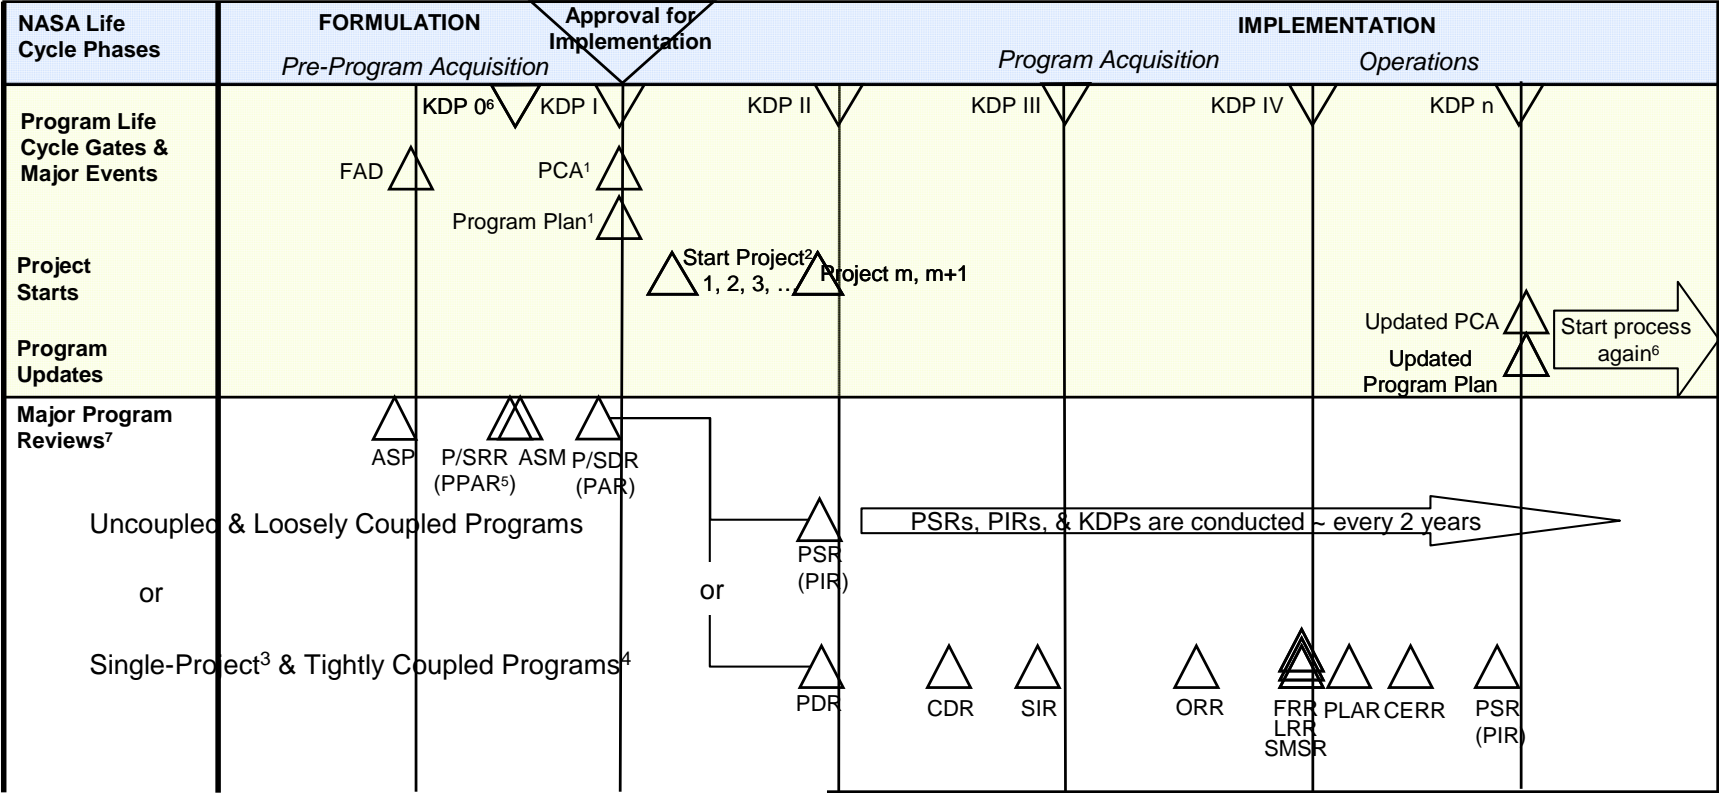 NASA Life
Cycle Phases
FORMULATION
Pre-Program Acquisition
Approval for
Implementation
IMPLEMENTATION
Program Acquisition
Operations
Program Life
Cycle Gates &
Major Events
KDP 0⁶
KDP I
KDP II
KDP III
KDP IV
KDP n
FAD
PCA¹
Program Plan¹
Project
Starts
Start Project²
1, 2, 3, …
Project m, m+1
Program
Updates
Updated PCA
Updated
Program Plan
Start process
again⁶
Major Program
Reviews⁷
ASP
P/SRR
(PPAR⁵)
ASM
P/SDR
(PAR)
Uncoupled & Loosely Coupled Programs
PSR
(PIR)
PSRs, PIRs, & KDPs are conducted ~ every 2 years
or
or
Single-Project³ & Tightly Coupled Programs⁴
PDR
CDR
SIR
ORR
FRR
LRR
SMSR
PLAR
CERR
PSR
(PIR)